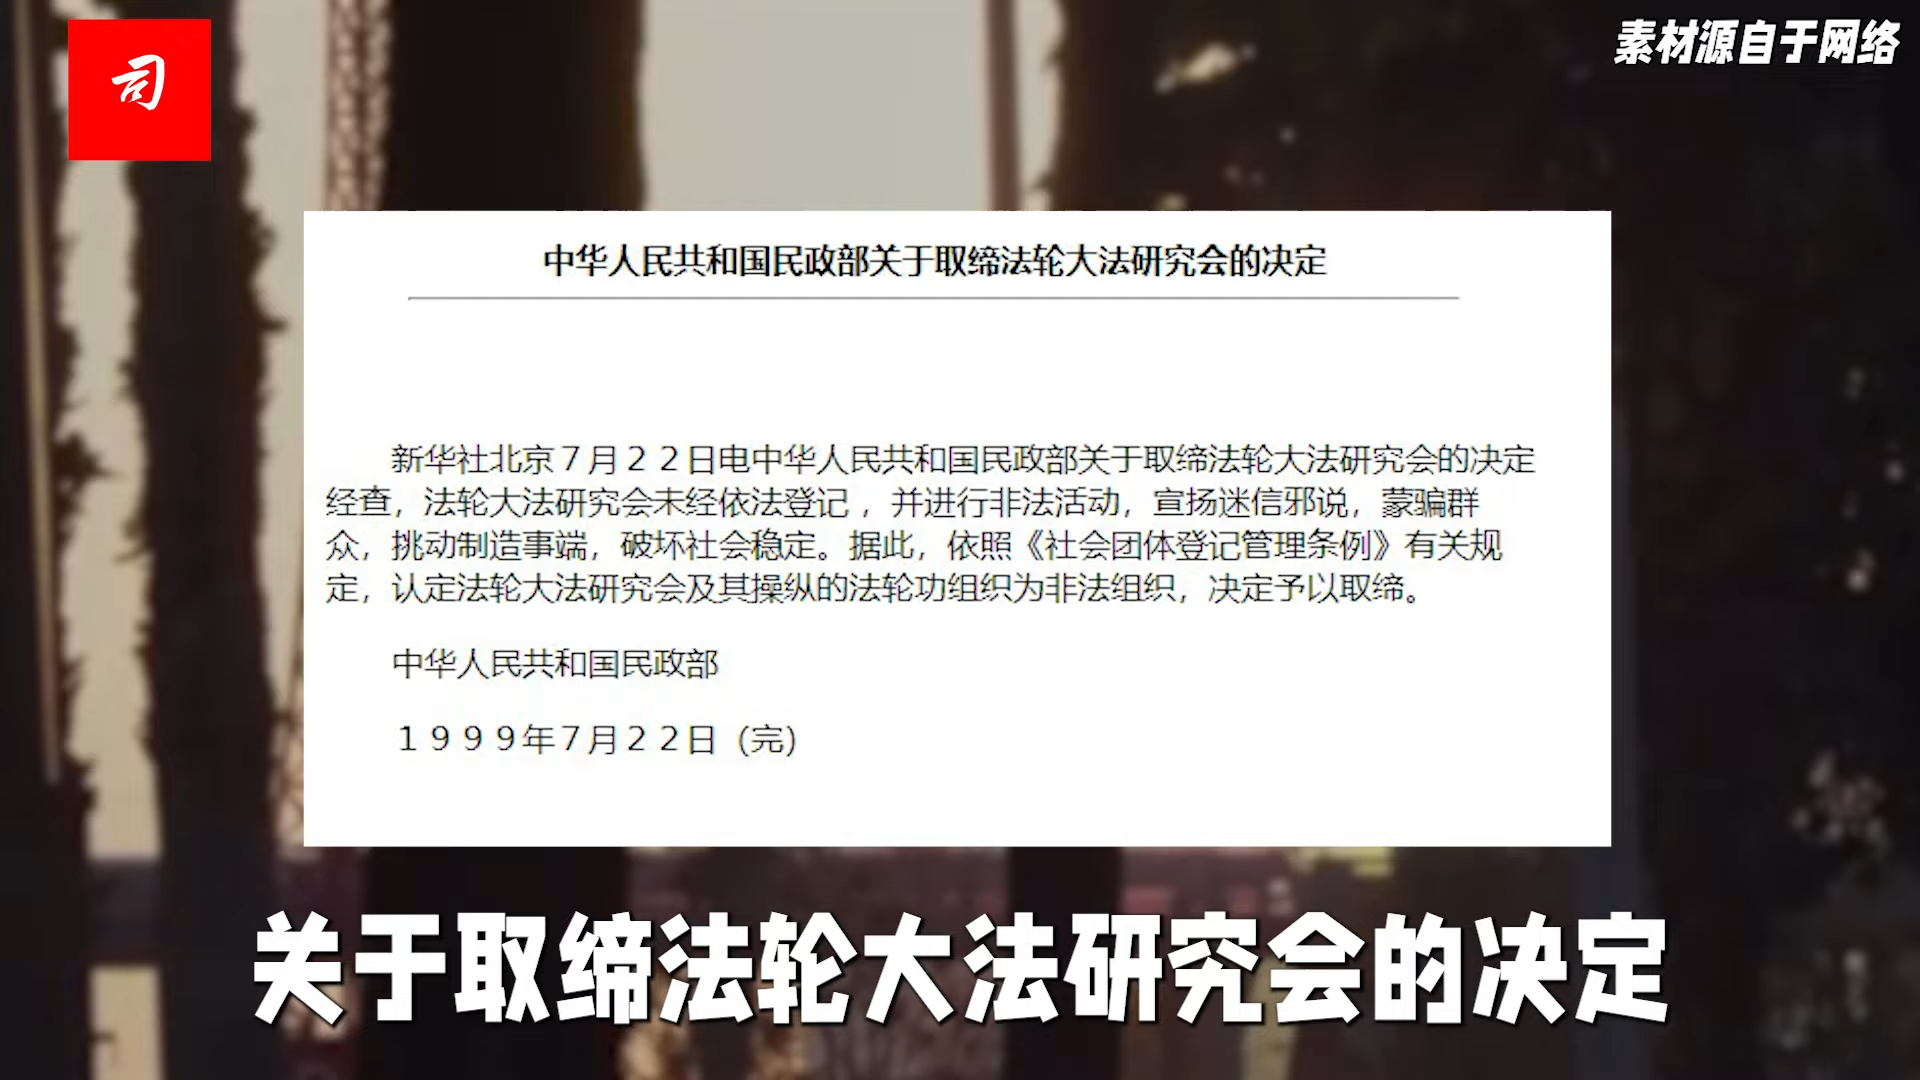 司
素材源自于网络
中华人民共和国民政部关于取缔法轮大法研究会的决定
新华社北京７月２２日电中华人民共和国民政部关于取缔法轮大法研究会的决定
经查，法轮大法研究会未经依法登记，并进行非法活动，宣扬迷信邪说，蒙骗群
众，挑动制造事端，破坏社会稳定。据此，依照《社会团体登记管理条例》有关规
定，认定法轮大法研究会及其操纵的法轮功组织为非法组织，决定予以取缔。
中华人民共和国民政部
１９９９年７月２２日（完）
关于取缔法轮大法研究会的决定